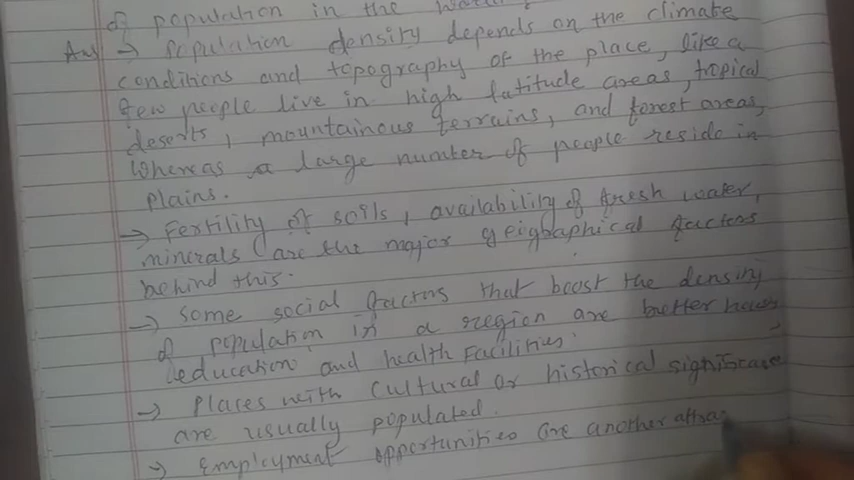 of population in the world
Ans → Population density depends on the climate
conditions and topography of the place, like a
few people live in high latitude areas, tropical
deserts, mountainous terrains, and forest areas,
Whereas a large number of people reside in
plains.
→ Fertility of soils, availability of fresh water,
minerals are the major geigraphical factors
behind this.
→ Some social factors that boost the density
of population in a region are better
education and health Facilities.
→ Places with cultural or historical significance
are usually populated.
→ Employment opportunities are another attra